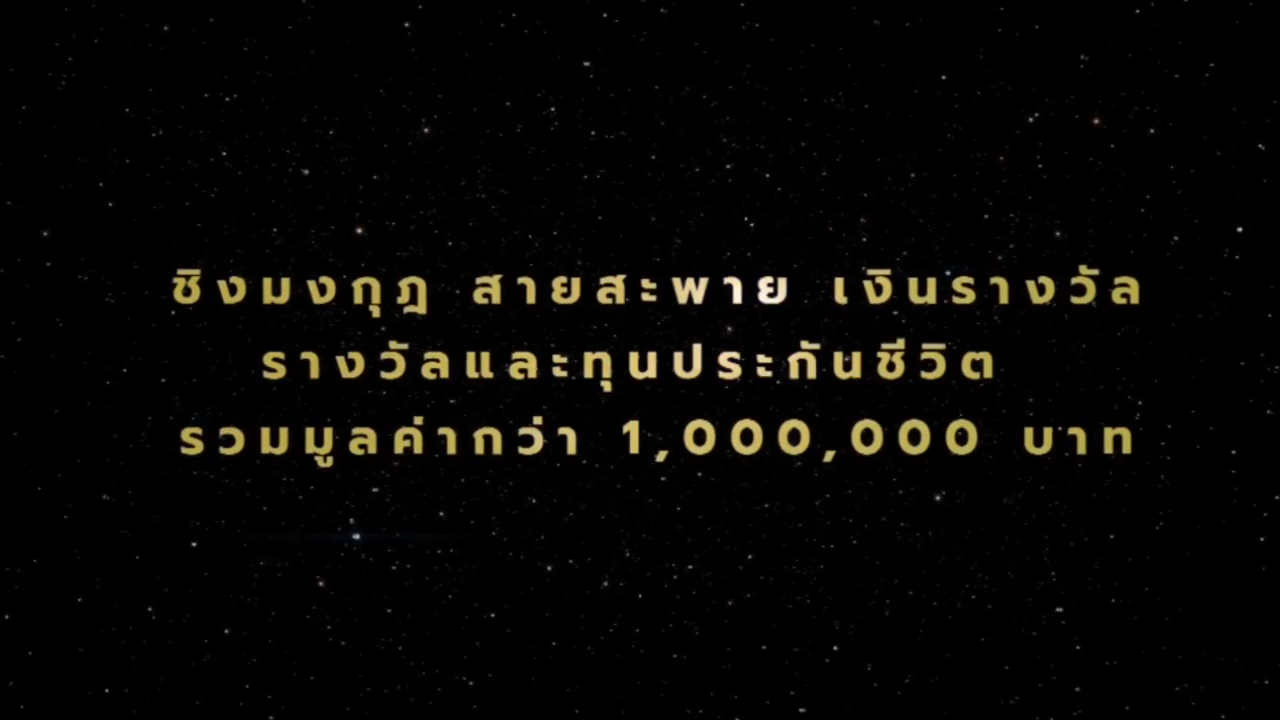 ชิงมงกุฎ สายสะพาย เงินรางวัล
รางวัลและทุนประกันชีวิต
รวมมูลค่ากว่า 1,000,000 บาท